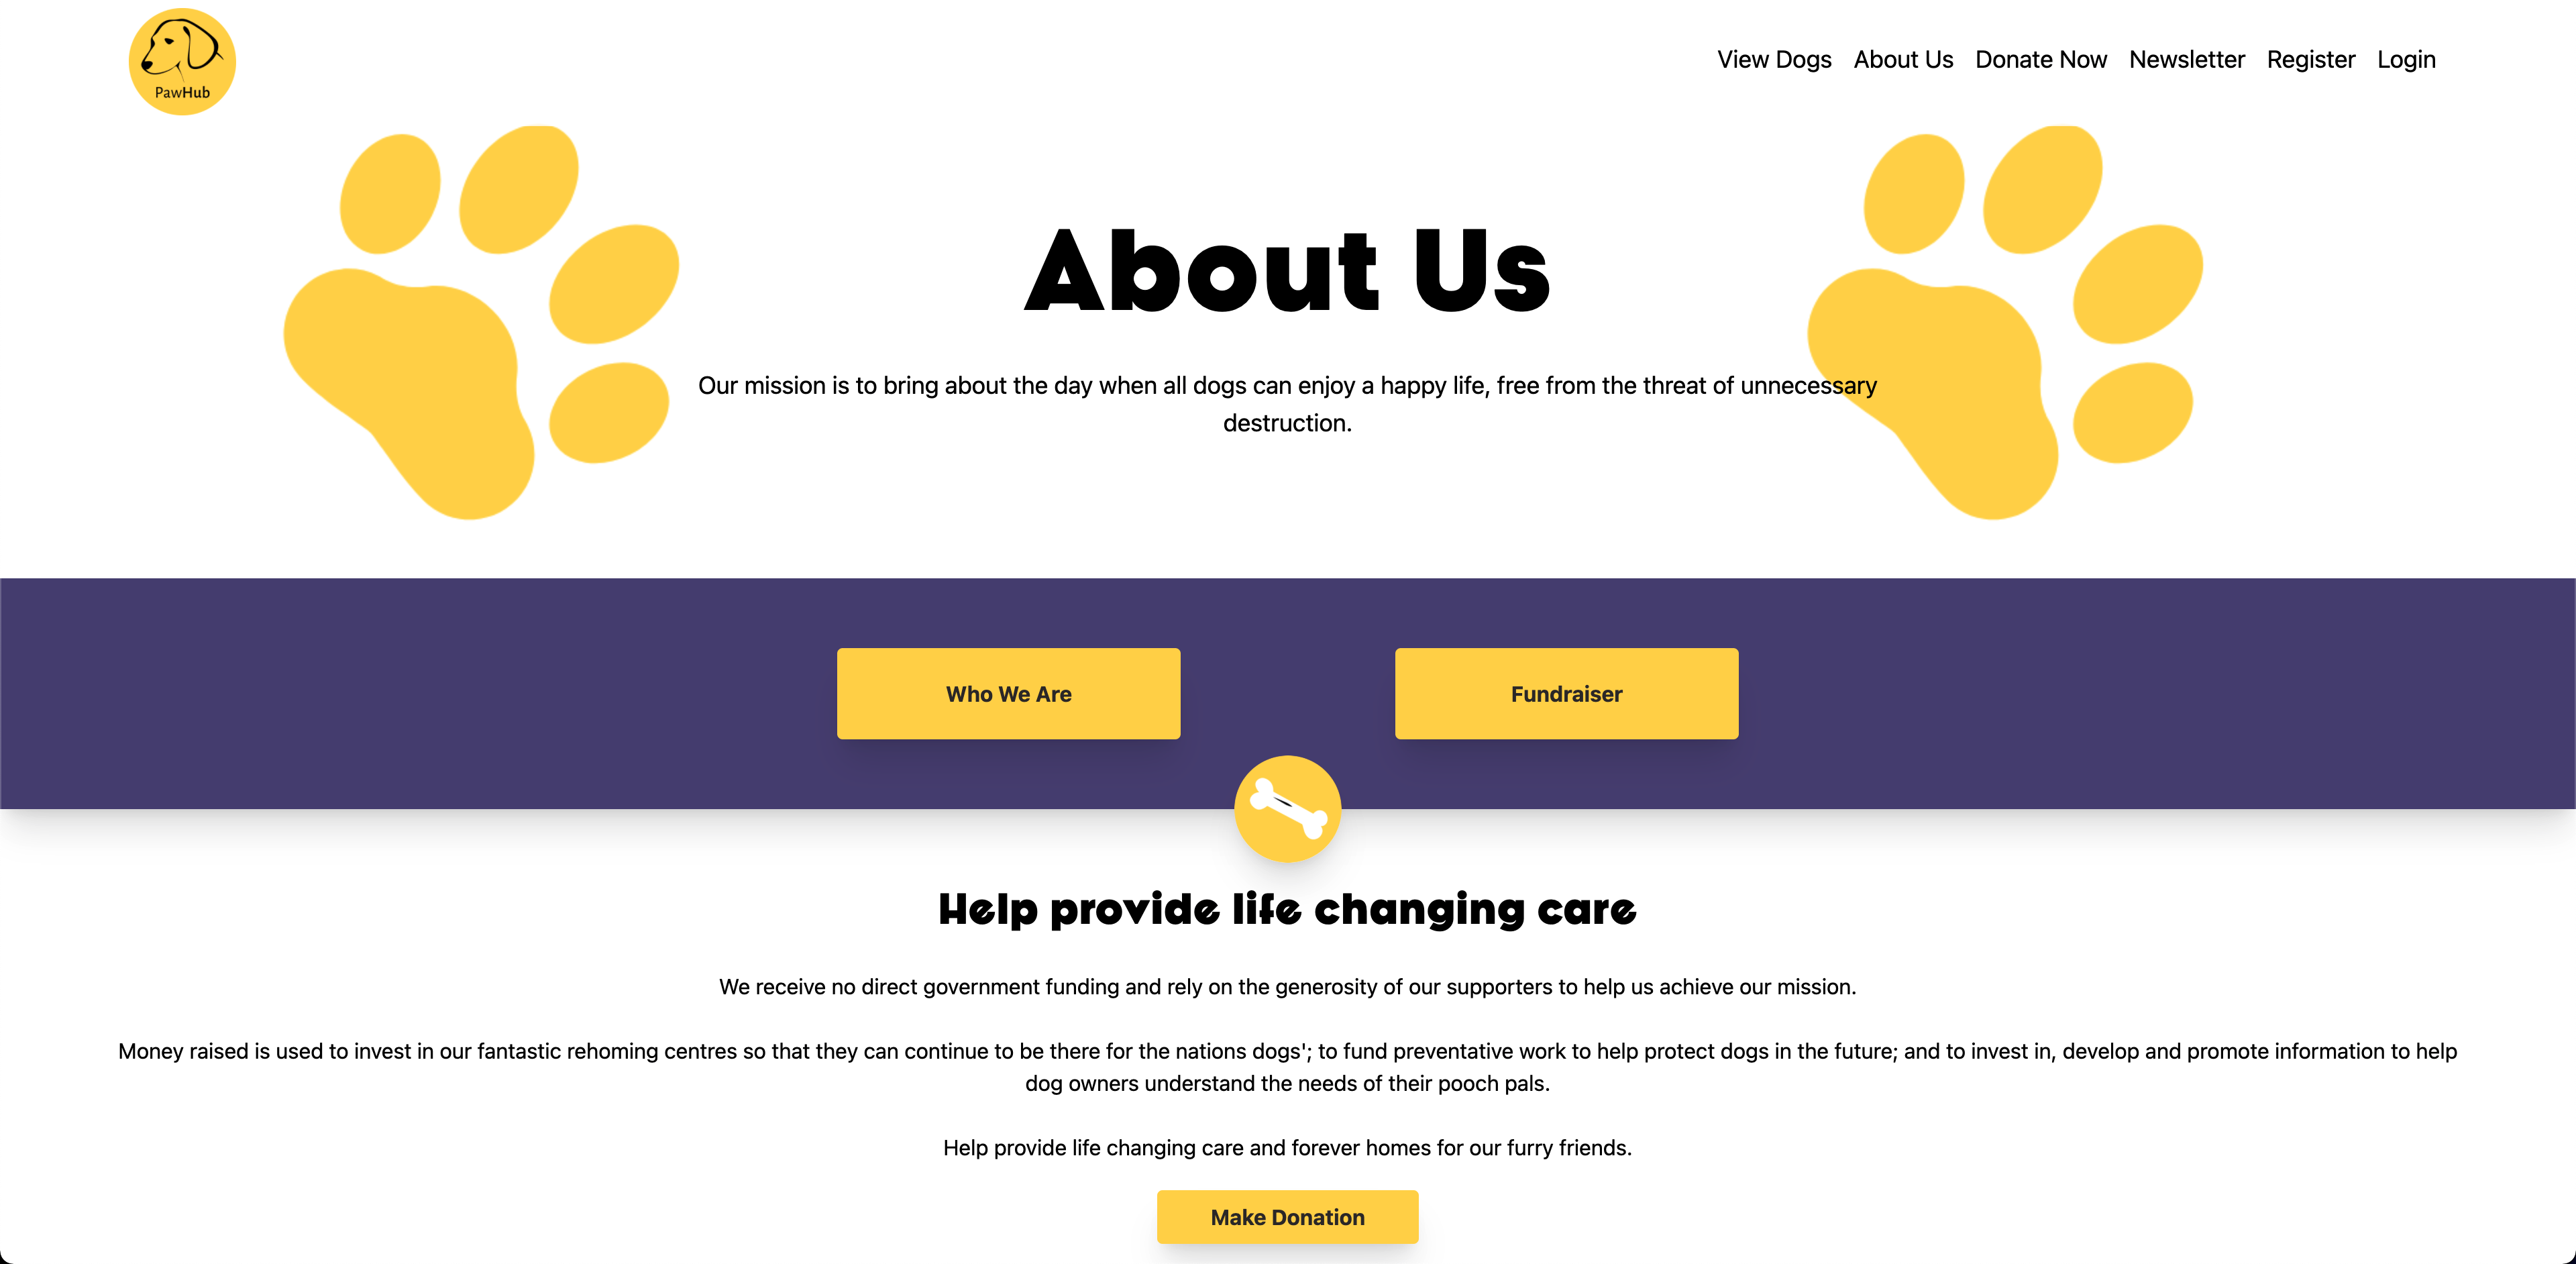 PawHub
View Dogs About Us Donate Now Newsletter Register Login
About Us
Our mission is to bring about the day when all dogs can enjoy a happy life, free from the threat of unnecessary
destruction.
Who We Are
Fundraiser
Help provide life changing care
We receive no direct government funding and rely on the generosity of our supporters to help us achieve our mission.
Money raised is used to invest in our fantastic rehoming centres so that they can continue to be there for the nations dogs'; to fund preventative work to help protect dogs in the future; and to invest in, develop and promote information to help
dog owners understand the needs of their pooch pals.
Help provide life changing care and forever homes for our furry friends.
Make Donation